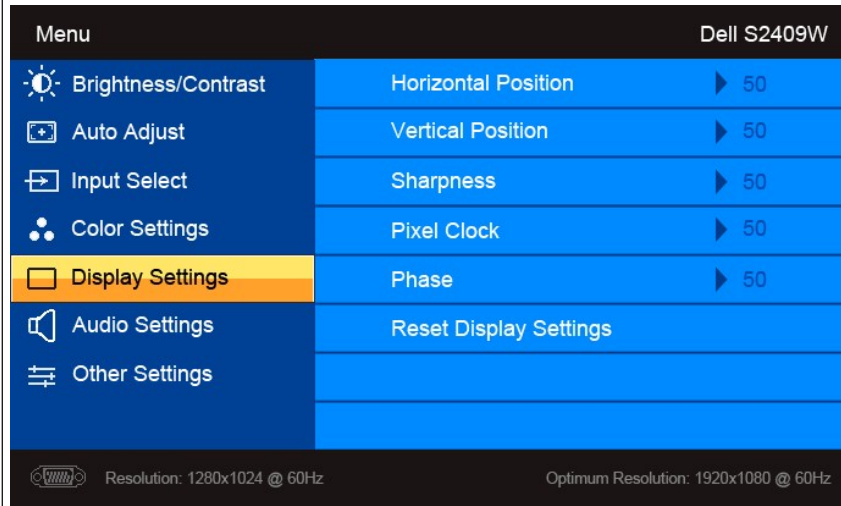 Menu Dell S2409W
Brightness/Contrast Horizontal Position 50
Auto Adjust Vertical Position 50
Input Select Sharpness 50
Color Settings Pixel Clock 50
Display Settings Phase 50
Audio Settings Reset Display Settings
Other Settings
Resolution: 1280x1024 @ 60Hz Optimum Resolution: 1920x1080 @ 60Hz